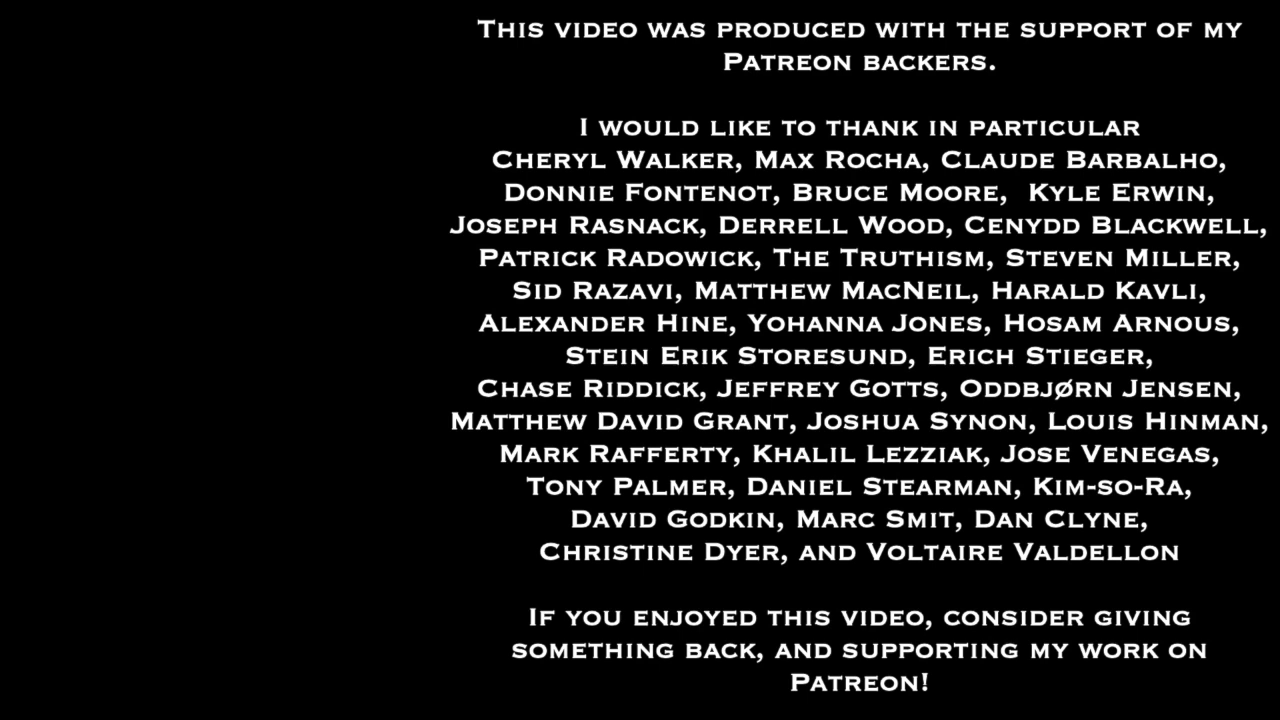 This video was produced with the support of my
Patreon backers.
I would like to thank in particular
Cheryl Walker, Max Rocha, Claude Barbalho,
Donnie Fontenot, Bruce Moore,  Kyle Erwin,
Joseph Rasnack, Derrell Wood, Cenydd Blackwell,
Patrick Radowick, The Truthism, Steven Miller,
Sid Razavi, Matthew MacNeil, Harald Kavli,
Alexander Hine, Yohanna Jones, Hosam Arnous,
Stein Erik Storesund, Erich Stieger,
Chase Riddick, Jeffrey Gotts, Oddbjørn Jensen,
Matthew David Grant, Joshua Synon, Louis Hinman,
Mark Rafferty, Khalil Lezziak, Jose Venegas,
Tony Palmer, Daniel Stearman, Kim-so-Ra,
David Godkin, Marc Smit, Dan Clyne,
Christine Dyer, and Voltaire Valdellon
If you enjoyed this video, consider giving
something back, and supporting my work on
Patreon!